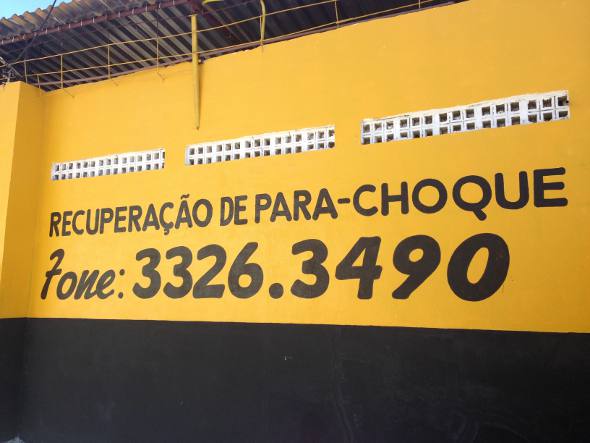 RECUPERAÇÃO DE PARA-CHOQUE
Fone: 3326.3490